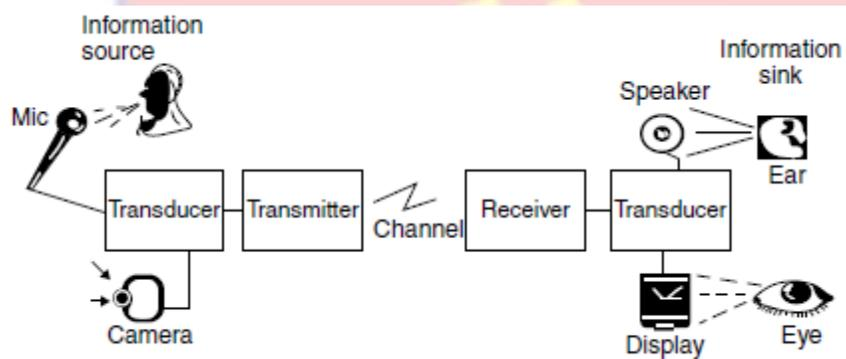 Information
source
Mic
Transducer
Transmitter
Channel
Receiver
Transducer
Camera
Information
sink
Speaker
Ear
Display
Eye